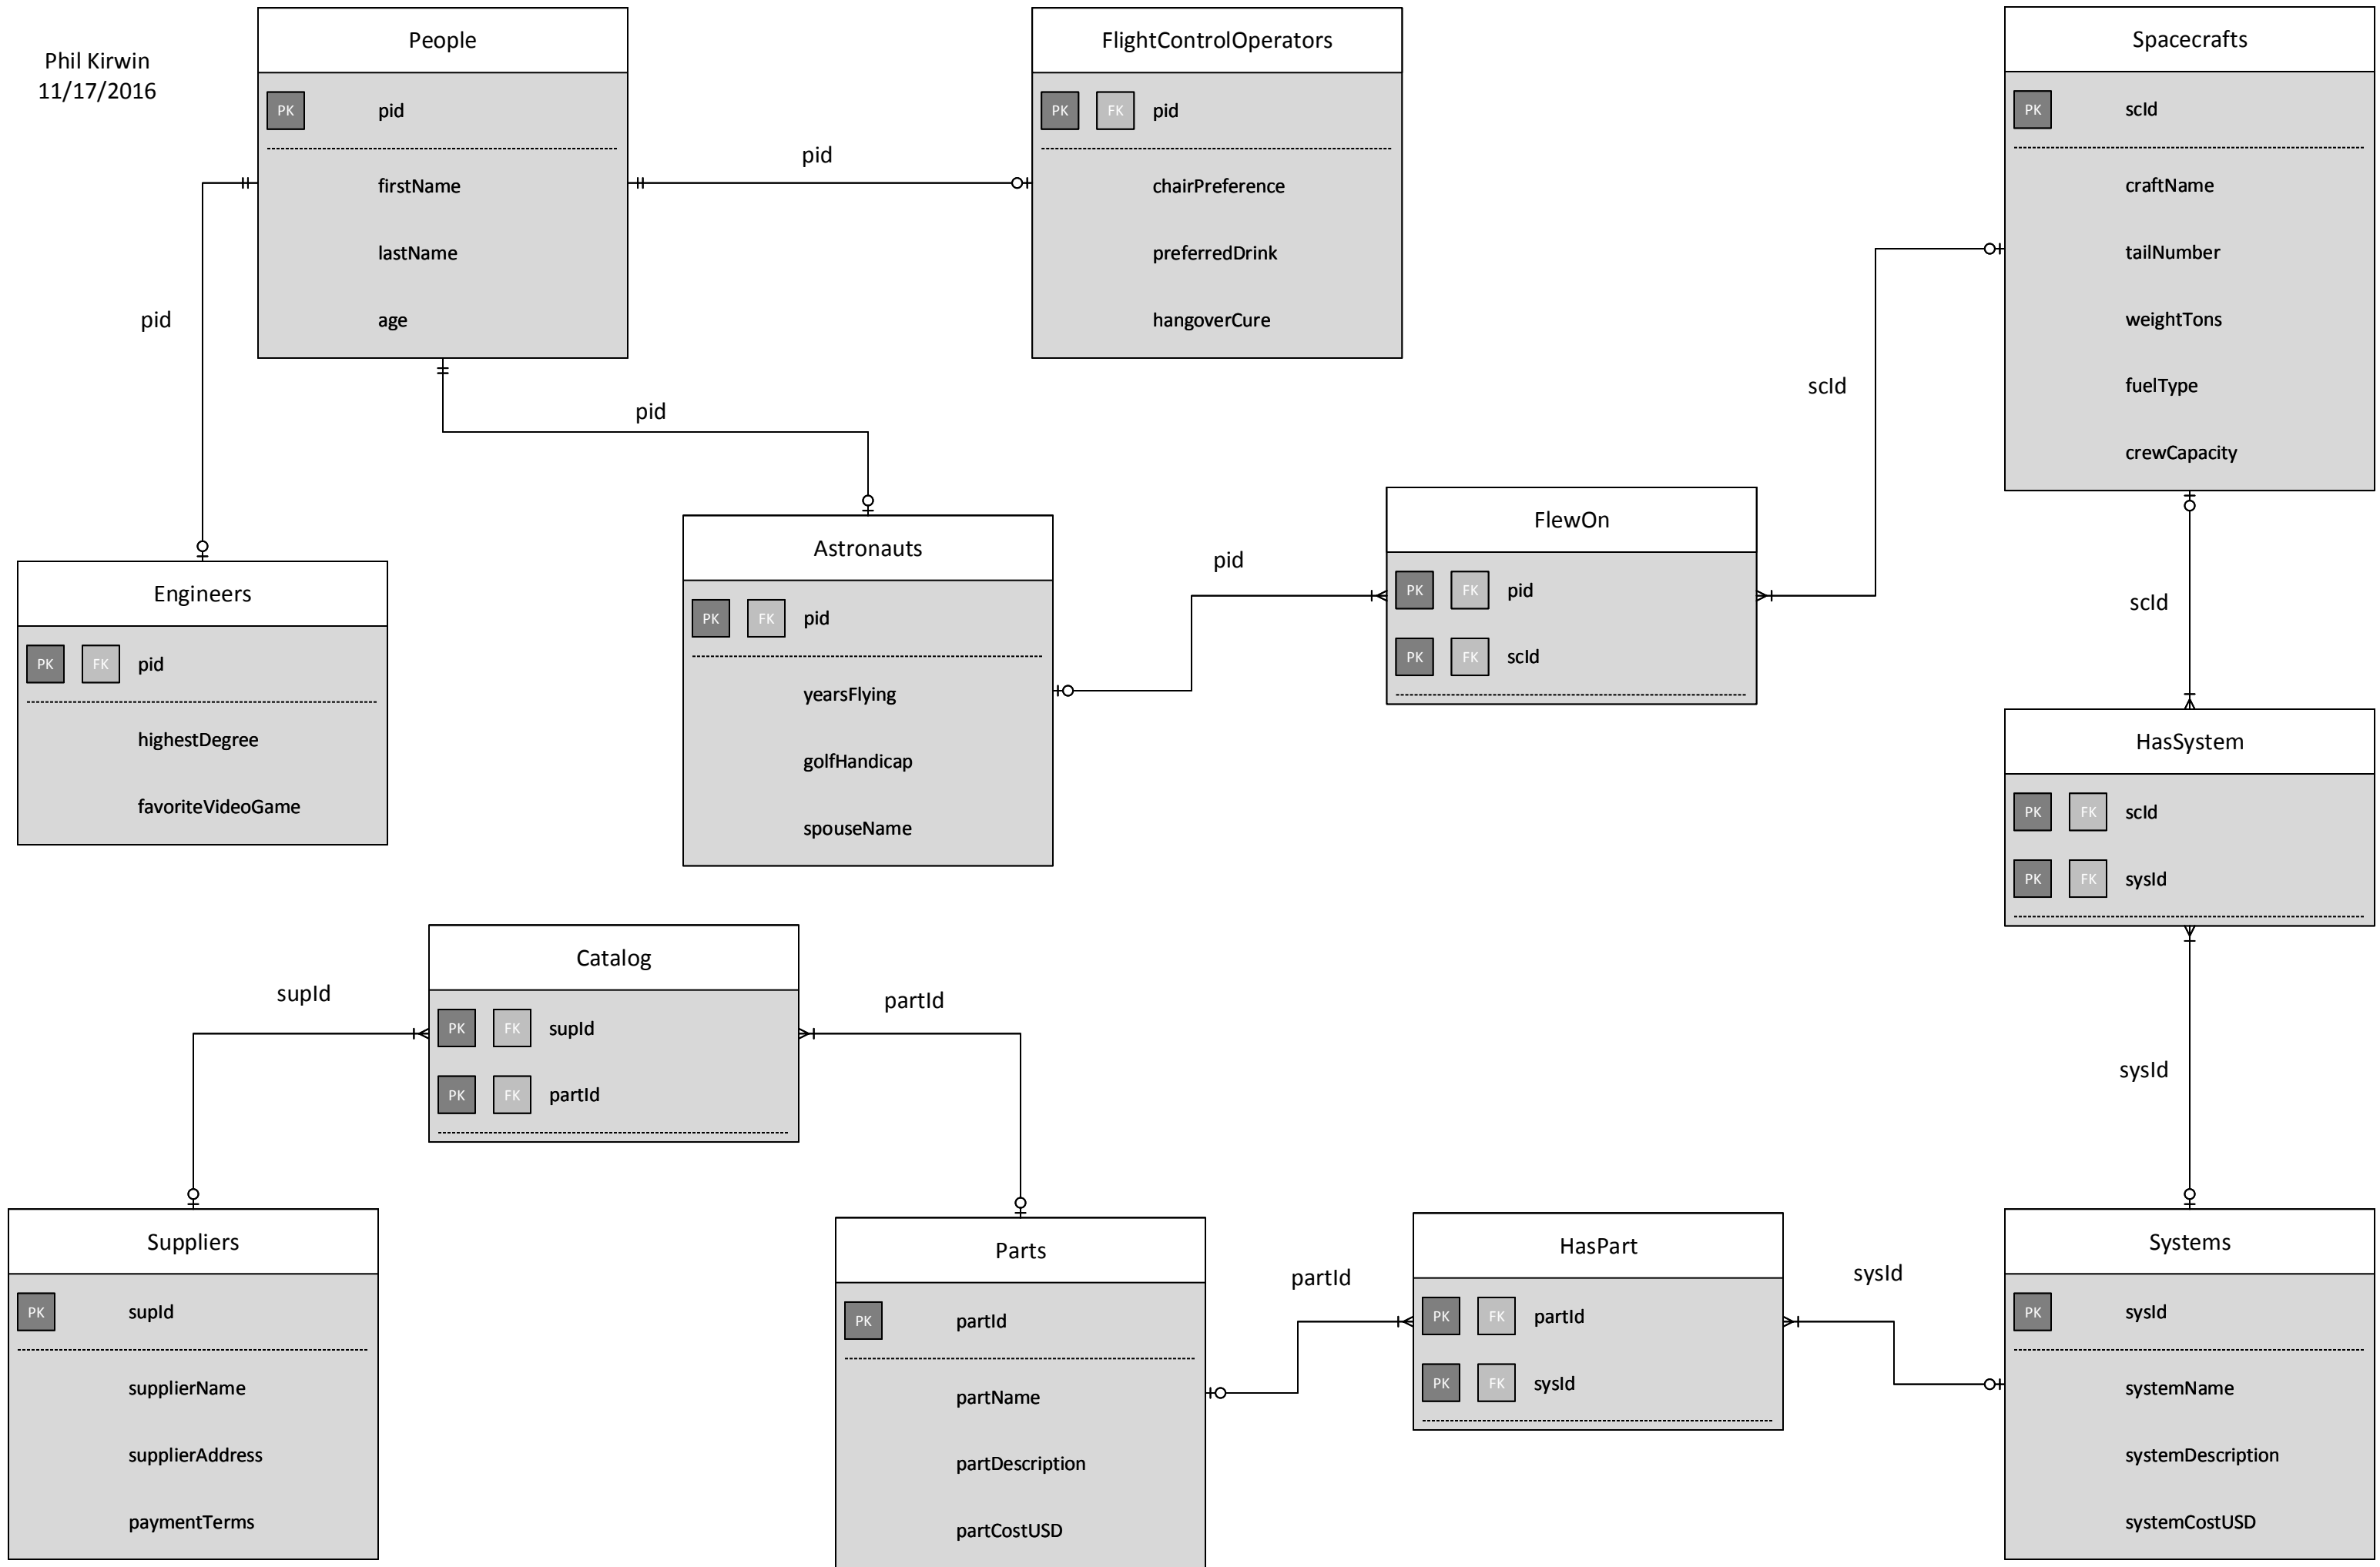 Phil Kirwin
11/17/2016
People
PK pid
firstName
lastName
age
FlightControlOperators
PK FK pid
chairPreference
preferredDrink
hangoverCure
Spacecrafts
PK scId
craftName
tailNumber
weightTons
fuelType
crewCapacity
pid
pid
pid
scId
Engineers
PK FK pid
highestDegree
favoriteVideoGame
Astronauts
PK FK pid
yearsFlying
golfHandicap
spouseName
pid
FlewOn
PK FK pid
PK FK scId
scId
HasSystem
PK FK scId
PK FK sysId
sysId
supId
Catalog
PK FK supId
PK FK partId
partId
Suppliers
PK supId
supplierName
supplierAddress
paymentTerms
Parts
PK partId
partName
partDescription
partCostUSD
partId
HasPart
PK FK partId
PK FK sysId
sysId
Systems
PK sysId
systemName
systemDescription
systemCostUSD